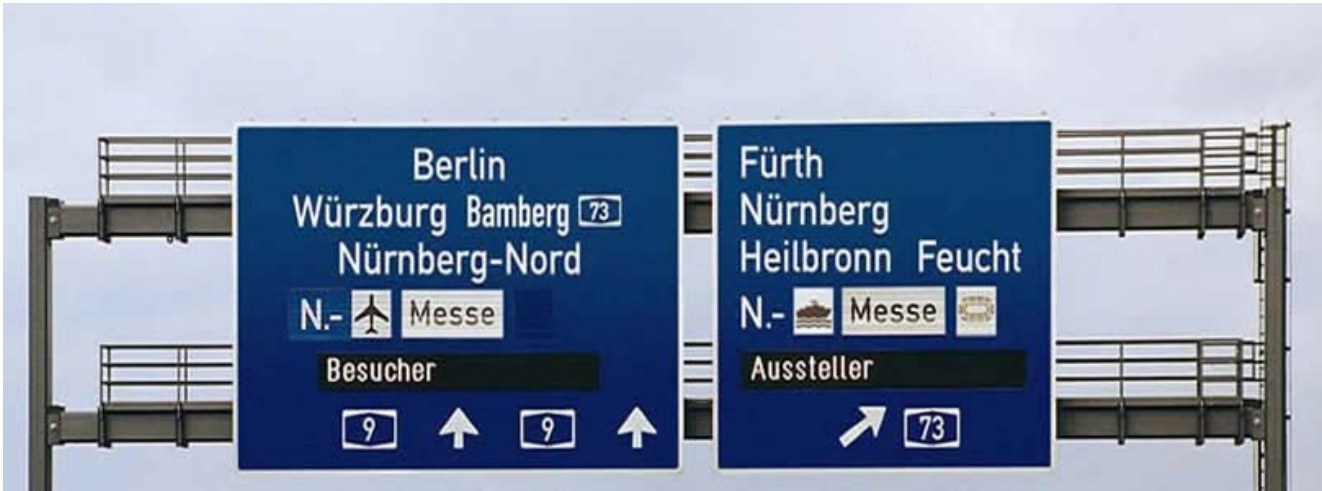 Berlin
Würzburg Bamberg 73
Nürnberg-Nord
N.- Messe
Besucher
9 9
Fürth
Nürnberg
Heilbronn Feucht
N.- Messe
Aussteller
73